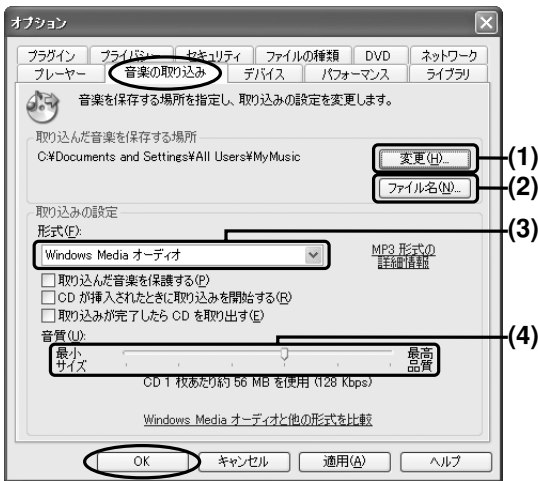 オプション
プラグイン プライバシー セキュリティ ファイルの種類 DVD ネットワーク
プレーヤー 音楽の取り込み デバイス パフォーマンス ライブラリ
音楽を保存する場所を指定し、取り込みの設定を変更します。
取り込んだ音楽を保存する場所
C:¥Documents and Settings¥All Users¥MyMusic
変更(H)...
(1)
ファイル名(N)...
(2)
取り込みの設定
形式(F):
(3)
Windows Media オーディオ
MP3 形式の
詳細情報
取り込んだ音楽を保護する(P)
CD が挿入されたときに取り込みを開始する(R)
取り込みが完了したら CD を取り出す(E)
音質(U):
(4)
最小
サイズ
最高
品質
CD 1 枚あたり約 56 MB を使用 (128 Kbps)
Windows Media オーディオと他の形式を比較
OK キャンセル 適用(A) ヘルプ